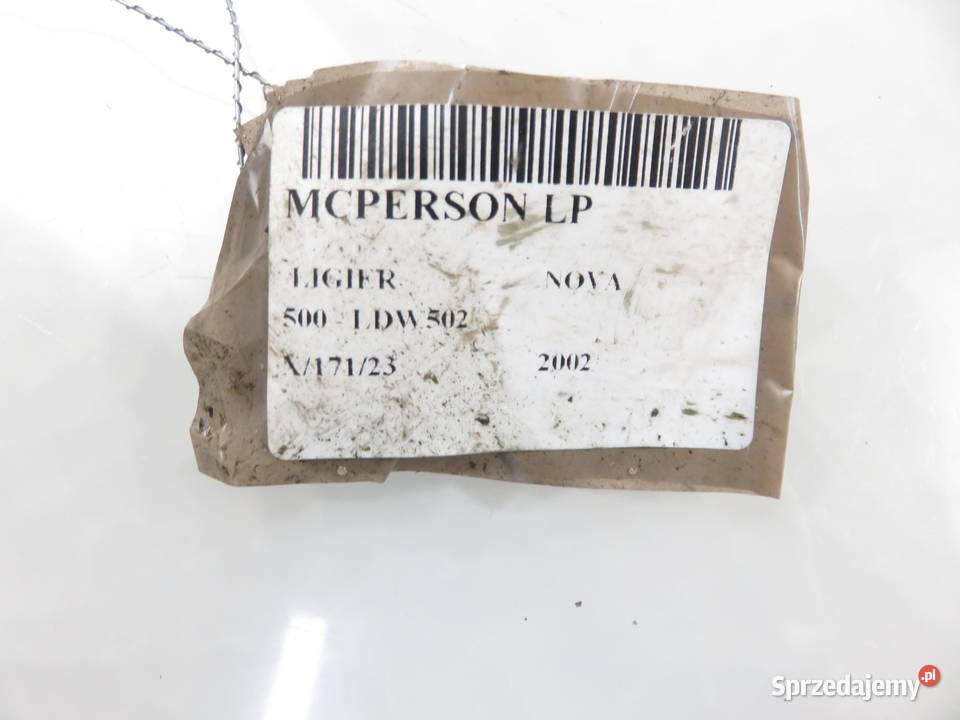 MCPERSON LP
LIGIER NOVA
500 - LDW 502
X/171/23 2002
Sprzedajemy.pl